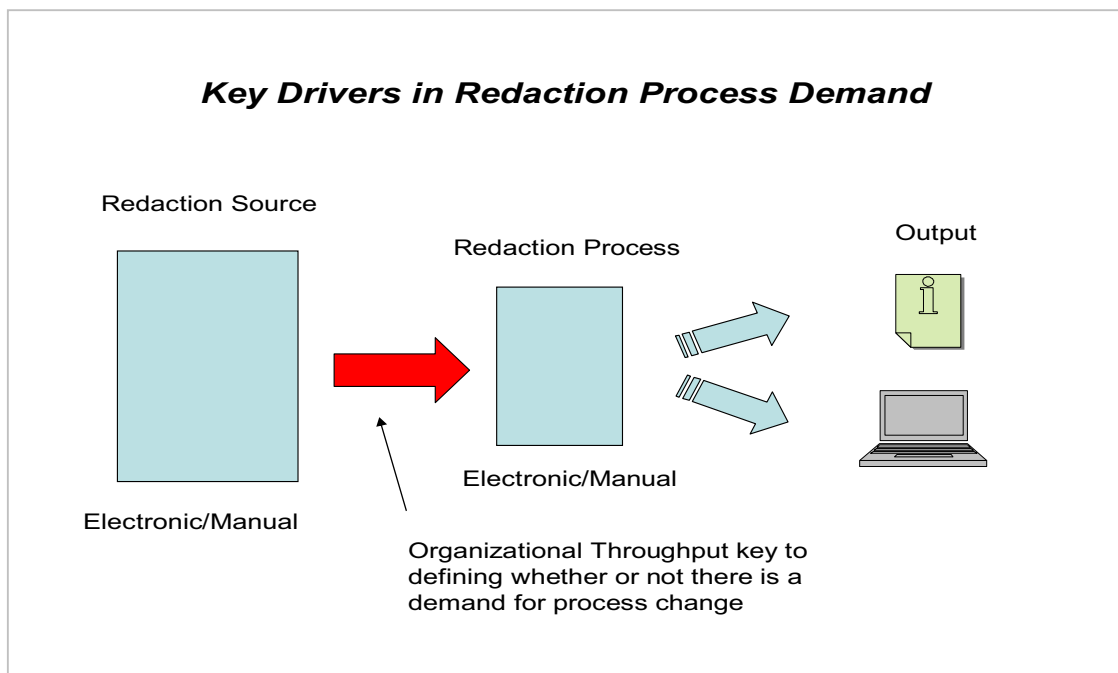 Key Drivers in Redaction Process Demand
Redaction Source
Redaction Process
Output
i
Electronic/Manual
Electronic/Manual
Organizational Throughput key to
defining whether or not there is a
demand for process change